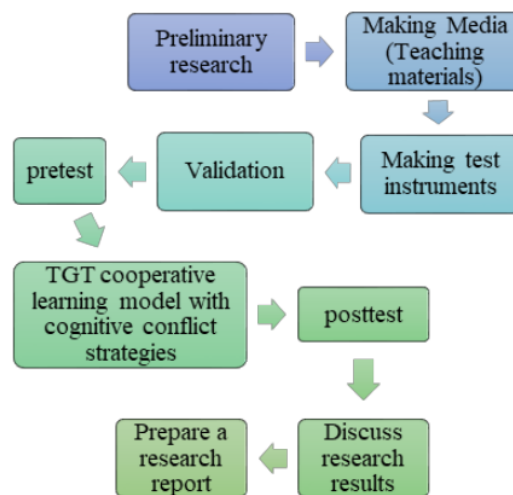 Preliminary
research
Making Media
(Teaching
materials)
Making test
instruments
Validation
pretest
TGT cooperative
learning model with
cognitive conflict
strategies
posttest
Discuss
research
results
Prepare a
research
report